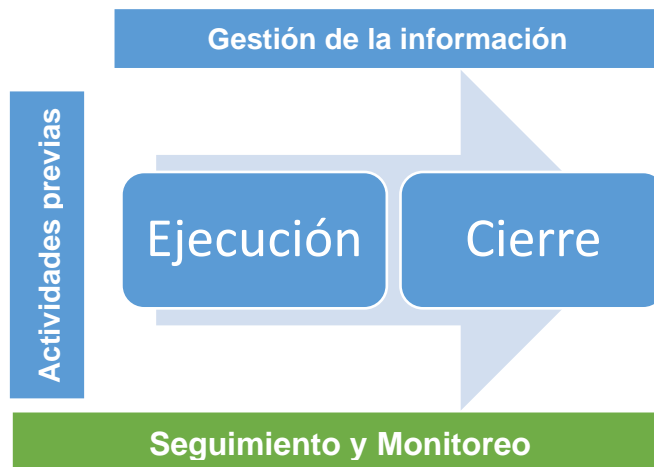 Gestión de la información
Actividades previas
Ejecución
Cierre
Seguimiento y Monitoreo